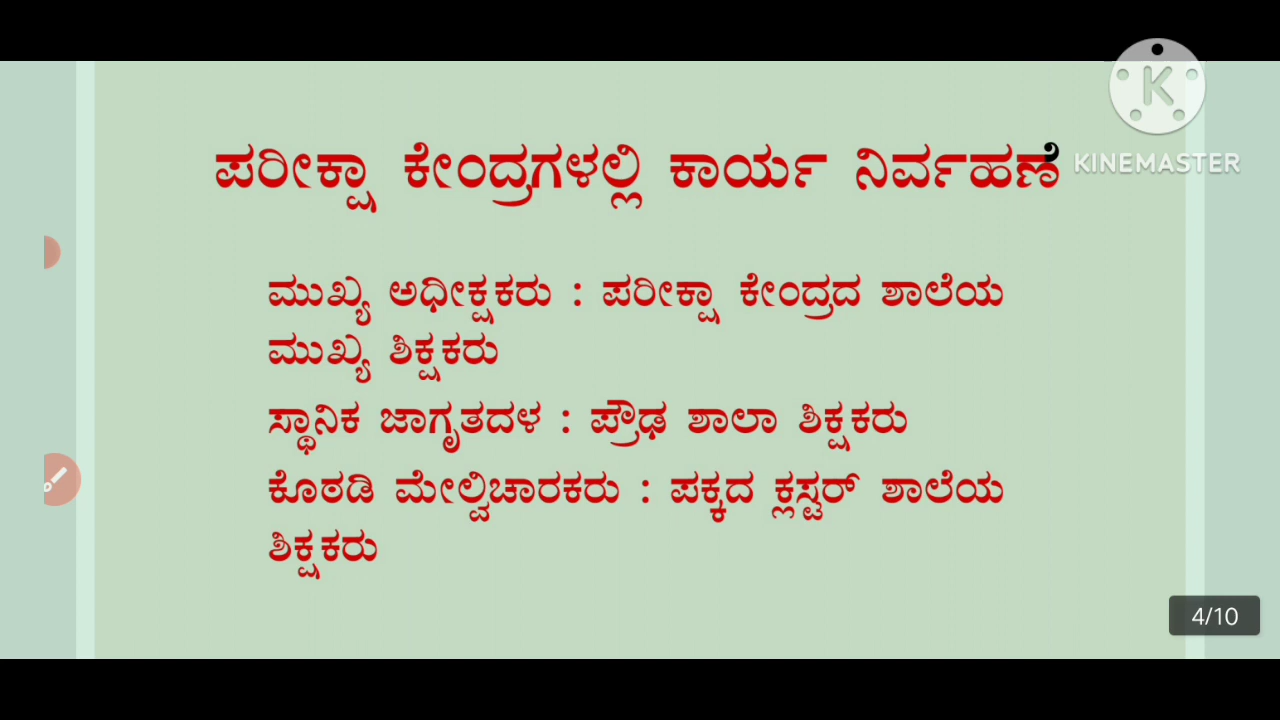 ಪರೀಕ್ಷಾ ಕೇಂದ್ರಗಳಲ್ಲಿ ಕಾರ್ಯ ನಿರ್ವಹಣೆ
KINEMASTER
ಮುಖ್ಯ ಅಧೀಕ್ಷಕರು : ಪರೀಕ್ಷಾ ಕೇಂದ್ರದ ಶಾಲೆಯ
ಮುಖ್ಯ ಶಿಕ್ಷಕರು
ಸ್ಥಾನಿಕ ಜಾಗೃತದಳ : ಪ್ರೌಢ ಶಾಲಾ ಶಿಕ್ಷಕರು
ಕೊಠಡಿ ಮೇಲ್ವಿಚಾರಕರು : ಪಕ್ಕದ ಕ್ಲಸ್ಟರ್ ಶಾಲೆಯ
ಶಿಕ್ಷಕರು
4/10